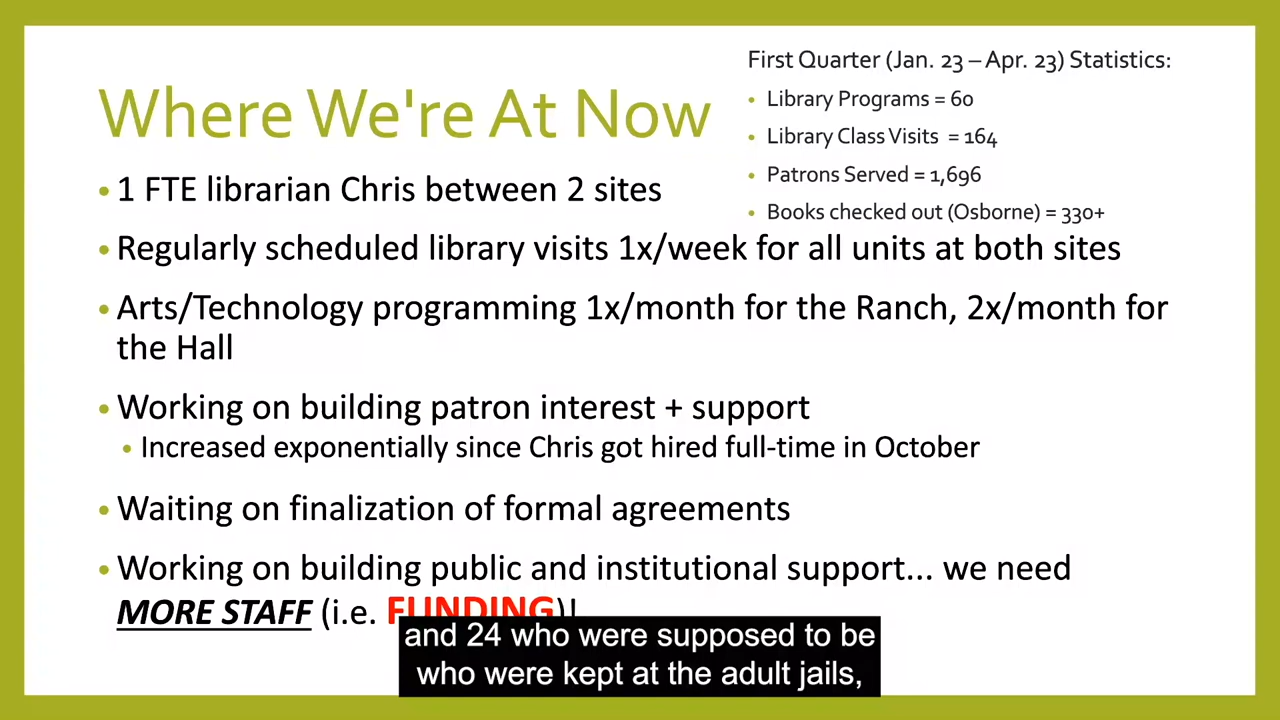 Where We're At Now
First Quarter (Jan. 23 – Apr. 23) Statistics:
• Library Programs = 60
• Library Class Visits = 164
• Patrons Served = 1,696
• Books checked out (Osborne) = 330+
• 1 FTE librarian Chris between 2 sites
• Regularly scheduled library visits 1x/week for all units at both sites
• Arts/Technology programming 1x/month for the Ranch, 2x/month for
the Hall
• Working on building patron interest + support
• Increased exponentially since Chris got hired full-time in October
• Waiting on finalization of formal agreements
• Working on building public and institutional support... we need
MORE STAFF (i.e. FUNDING)!
and 24 who were supposed to be
who were kept at the adult jails,